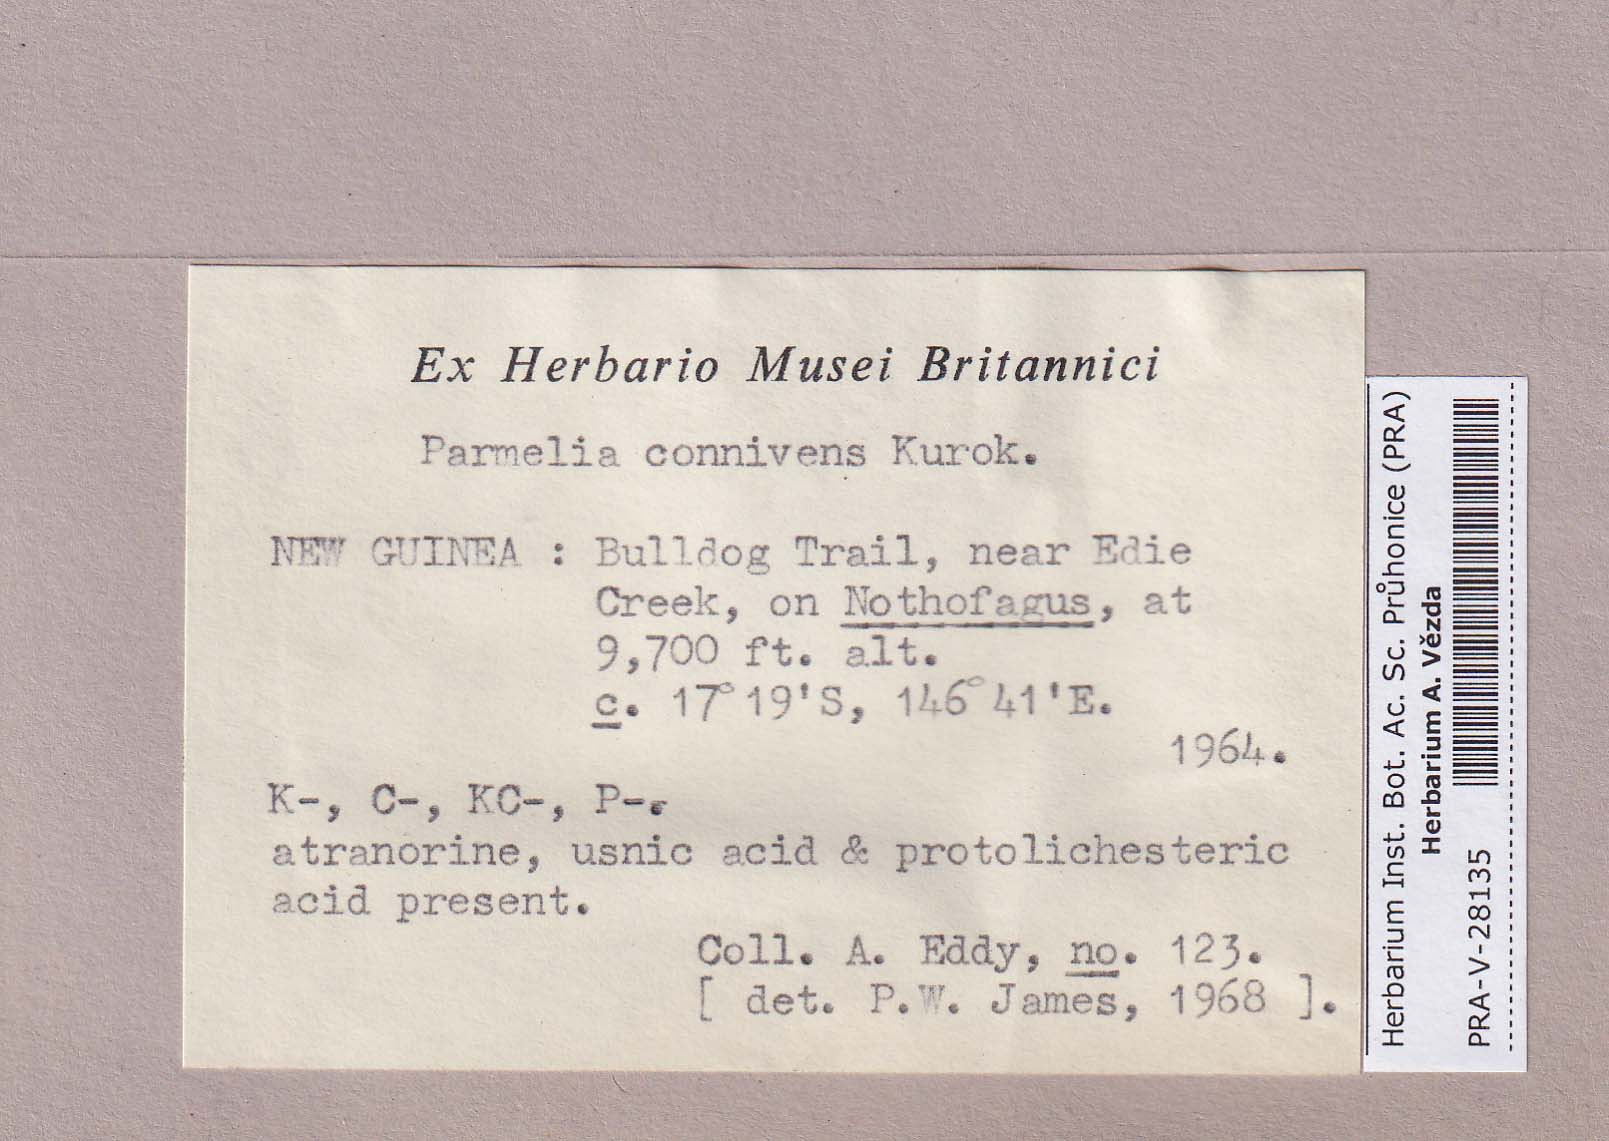 Ex Herbario Musei Britannici
Parmelia connivens Kurok.
NEW GUINEA : Bulldog Trail, near Edie
Creek, on Nothofagus, at
9,700 ft. alt.
c. 17°19'S, 146°41'E.
1964.
K-, C-, KC-, P-.
atranorine, usnic acid & protolichesteric
acid present.
Coll. A. Eddy, no. 123.
[ det. P.W. James, 1968 ].
Herbarium Inst. Bot. Ac. Sc. Průhonice (PRA)
Herbarium A. Vězda
PRA-V-28135